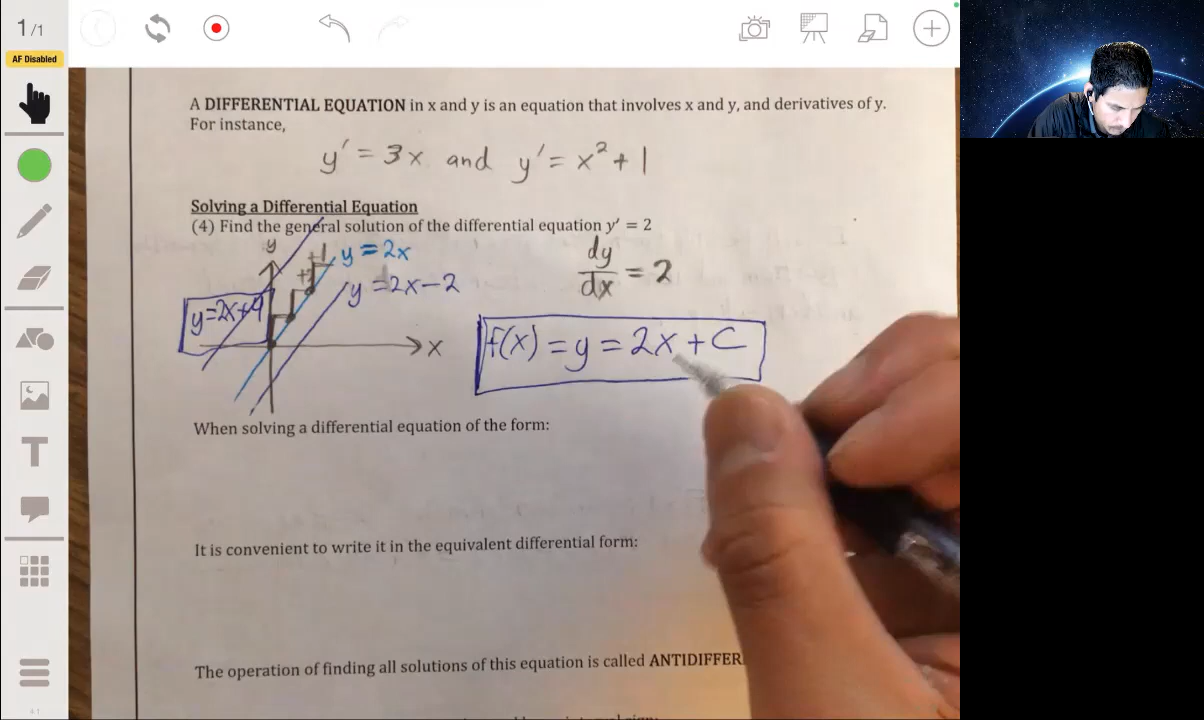 1/1
AF Disabled
A DIFFERENTIAL EQUATION in x and y is an equation that involves x and y, and derivatives of y.
For instance,
y' = 3x and y' = x² + 1
Solving a Differential Equation
(4) Find the general solution of the differential equation y' = 2
y
+1
y = 2x
dy/dx = 2
y = 2x - 2
y = 2x + 9
x
f(x) = y = 2x + C
When solving a differential equation of the form:
It is convenient to write it in the equivalent differential form:
The operation of finding all solutions of this equation is called ANTIDIFFER
T